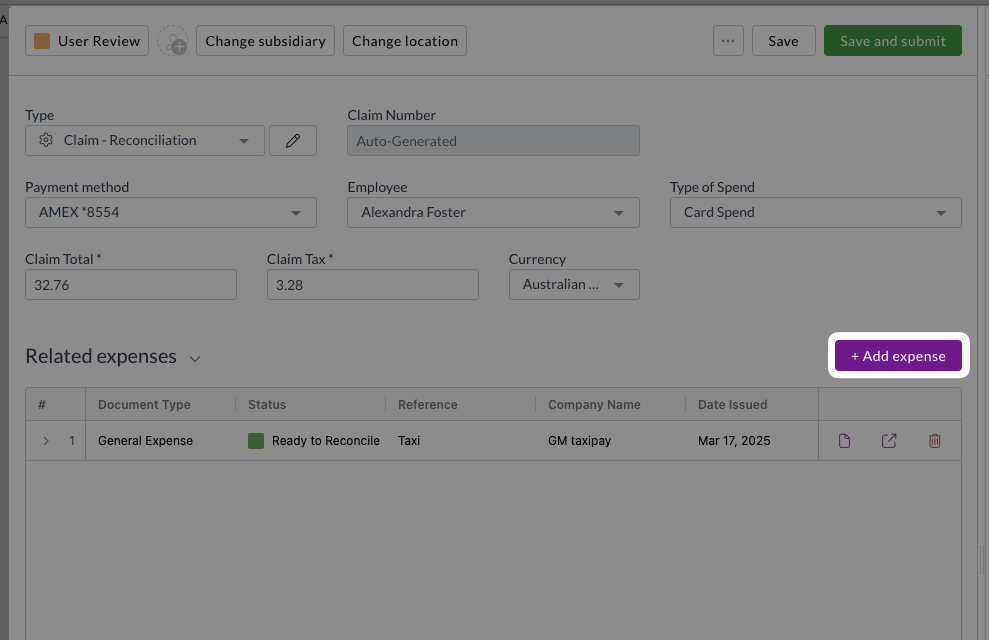 A
User Review
Change subsidiary
Change location
Save
Save and submit
Type
Claim Number
Claim - Reconciliation
Auto-Generated
Payment method
Employee
Type of Spend
AMEX *8554
Alexandra Foster
Card Spend
Claim Total *
Claim Tax *
Currency
32.76
3.28
Australian ...
Related expenses
+ Add expense
# Document Type Status Reference Company Name Date Issued
1 General Expense Ready to Reconcile Taxi GM taxipay Mar 17, 2025